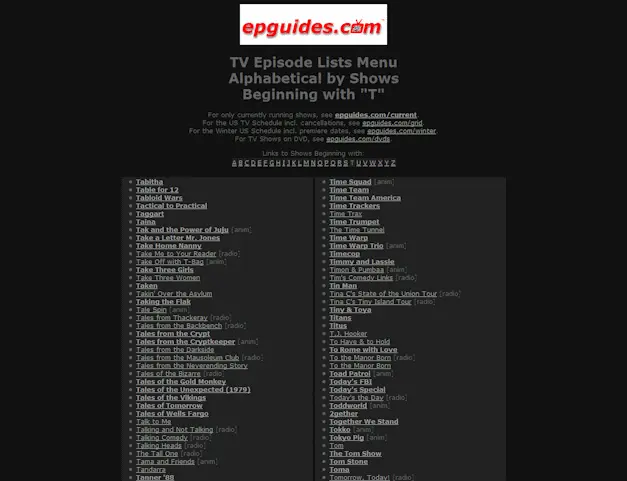 epguides.com
TV Episode Lists Menu
Alphabetical by Shows
Beginning with "T"
For only currently running shows, see epguides.com/current.
For the US TV Schedule incl. cancellations, see epguides.com/grid.
For the Winter US Schedule incl. premiere dates, see epguides.com/winter.
For TV Shows on DVD, see epguides.com/dvds.
Links to Shows Beginning with:
A B C D E F G H I J K L M N O P Q R S T U V W X Y Z
Tabitha
Table for 12
Tabloid Wars
Tactical to Practical
Taggart
Taina
Tak and the Power of Juju [anim]
Take a Letter Mr. Jones
Take Home Nanny
Take Me to Your Reader [radio]
Take Off with T-Bag [anim]
Take Three Girls
Take Three Women
Taken
Takin' Over the Asylum
Taking the Flak
Tale Spin [anim]
Tales from Thackeray [radio]
Tales from the Backbench [radio]
Tales from the Crypt
Tales from the Cryptkeeper [anim]
Tales from the Darkside
Tales from the Mausoleum Club [radio]
Tales from the Neverending Story
Tales of the Bizarre [radio]
Tales of the Gold Monkey
Tales of the Unexpected (1979)
Tales of the Vikings
Tales of Tomorrow
Tales of Wells Fargo
Talk to Me
Talking and Not Talking [radio]
Talking Comedy [radio]
Talking Heads [radio]
The Tall One [radio]
Tama and Friends [anim]
Tandarra
Tanner '88
Time Squad [anim]
Time Team
Time Team America
Time Trackers
Time Trax
Time Trumpet
The Time Tunnel
Time Warp
Time Warp Trio [anim]
Timecop
Timmy and Lassie
Timon & Pumbaa [anim]
Tim's Comedy Links [radio]
Tin Man
Tina C's State of the Union Tour [radio]
Tina C's Tiny Island Tour [radio]
Tiny & Toya
Titans
Titus
T.J. Hooker
To Have & to Hold
To Rome with Love
To the Manor Born [radio]
To the Manor Born
Toad Patrol [anim]
Today's FBI
Today's Special
Today's the Day [radio]
Toddworld [anim]
2gether
Together We Stand
Tokko [anim]
Tokyo Pig [anim]
Tom
The Tom Show
Tom Stone
Toma
Tomorrow, Today! [radio]